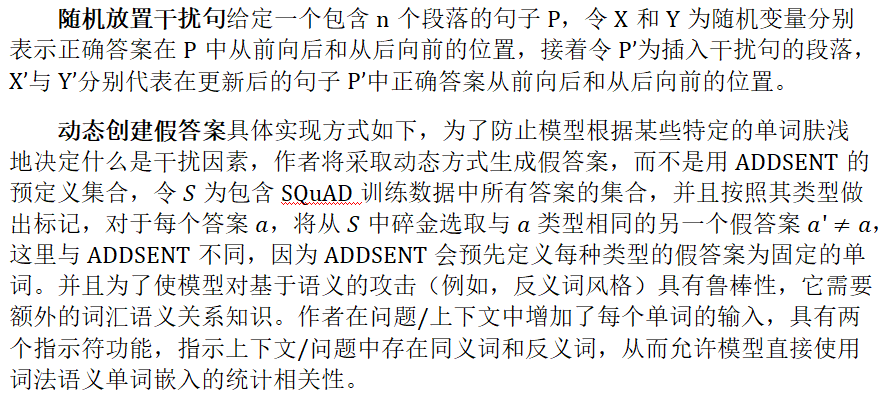 随机放置干扰句给定一个包含 n 个段落的句子 P，令 X 和 Y 为随机变量分别
表示正确答案在 P 中从前向后和从后向前的位置，接着令 P′为插入干扰句的段落，
X′与 Y′分别代表在更新后的句子 P′中正确答案从前向后和从后向前的位置。
动态创建假答案具体实现方式如下，为了防止模型根据某些特定的单词肤浅
地决定什么是干扰因素，作者将采取动态方式生成假答案，而不是用 ADDSENT 的
预定义集合，令 S 为包含 SQuAD 训练数据中所有答案的集合，并且按照其类型做
出标记，对于每个答案 a，将从 S 中碎金选取与 a 类型相同的另一个假答案 a' ≠ a，
这里与 ADDSENT 不同，因为 ADDSENT 会预先定义每种类型的假答案为固定的单
词。并且为了使模型对基于语义的攻击（例如，反义词风格）具有鲁棒性，它需要
额外的词汇语义关系知识。作者在问题/上下文中增加了每个单词的输入，具有两
个指示符功能，指示上下文/问题中存在同义词和反义词，从而允许模型直接使用
词法语义单词嵌入的统计相关性。